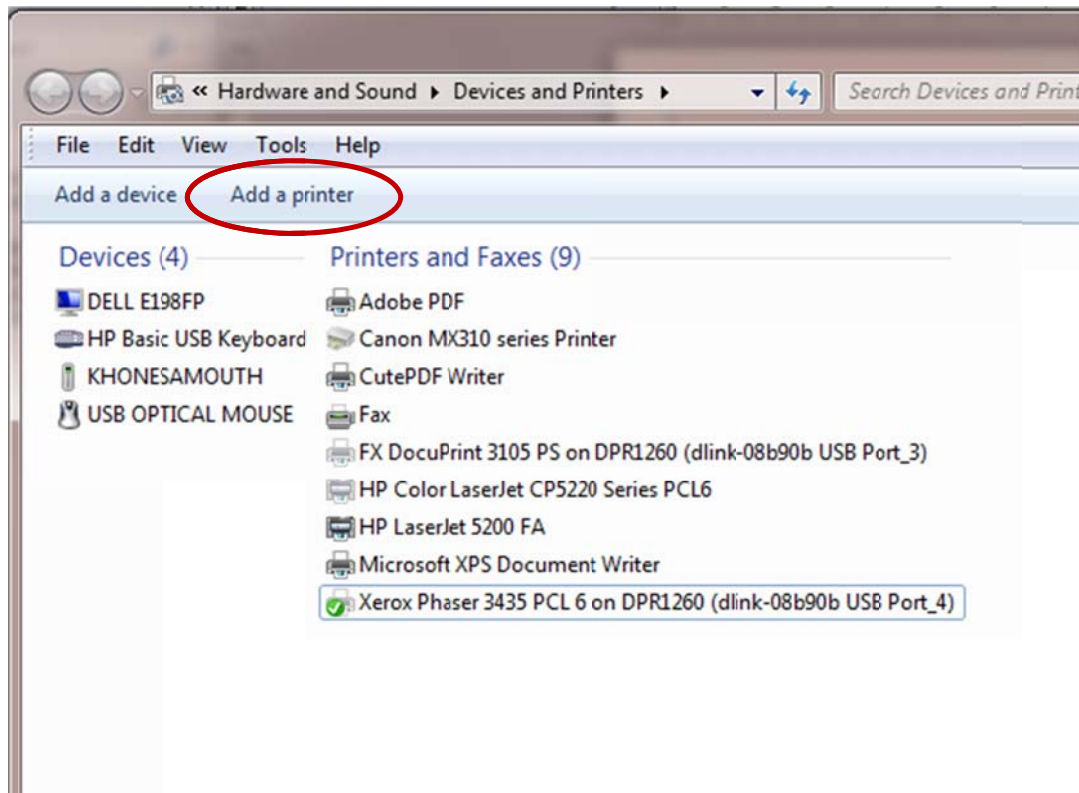 « Hardware and Sound ▸ Devices and Printers ▸
Search Devices and Print
File Edit View Tools Help
Add a device Add a printer
Devices (4)
DELL E198FP
HP Basic USB Keyboard
KHONESAMOUTH
USB OPTICAL MOUSE
Printers and Faxes (9)
Adobe PDF
Canon MX310 series Printer
CutePDF Writer
Fax
FX DocuPrint 3105 PS on DPR1260 (dlink-08b90b USB Port_3)
HP Color LaserJet CP5220 Series PCL6
HP LaserJet 5200 FA
Microsoft XPS Document Writer
Xerox Phaser 3435 PCL 6 on DPR1260 (dlink-08b90b USB Port_4)